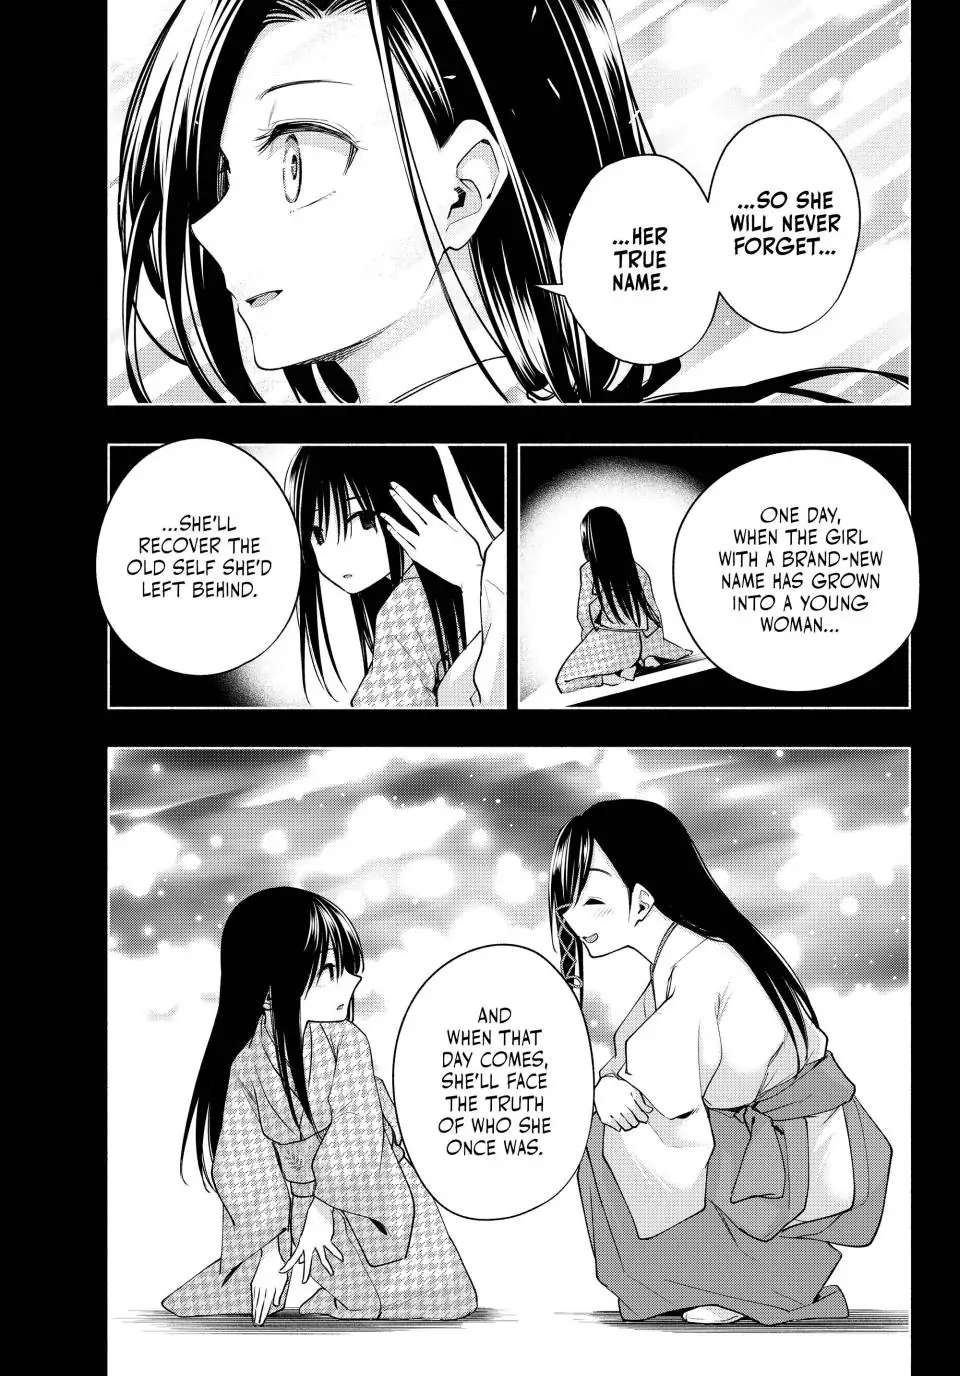 ...SO SHE
WILL NEVER
FORGET...
...HER
TRUE
NAME.
ONE DAY,
WHEN THE GIRL
WITH A BRAND-NEW
NAME HAS GROWN
INTO A YOUNG
WOMAN...
...SHE'LL
RECOVER THE
OLD SELF SHE'D
LEFT BEHIND.
AND
WHEN THAT
DAY COMES,
SHE'LL FACE
THE TRUTH
OF WHO SHE
ONCE WAS.